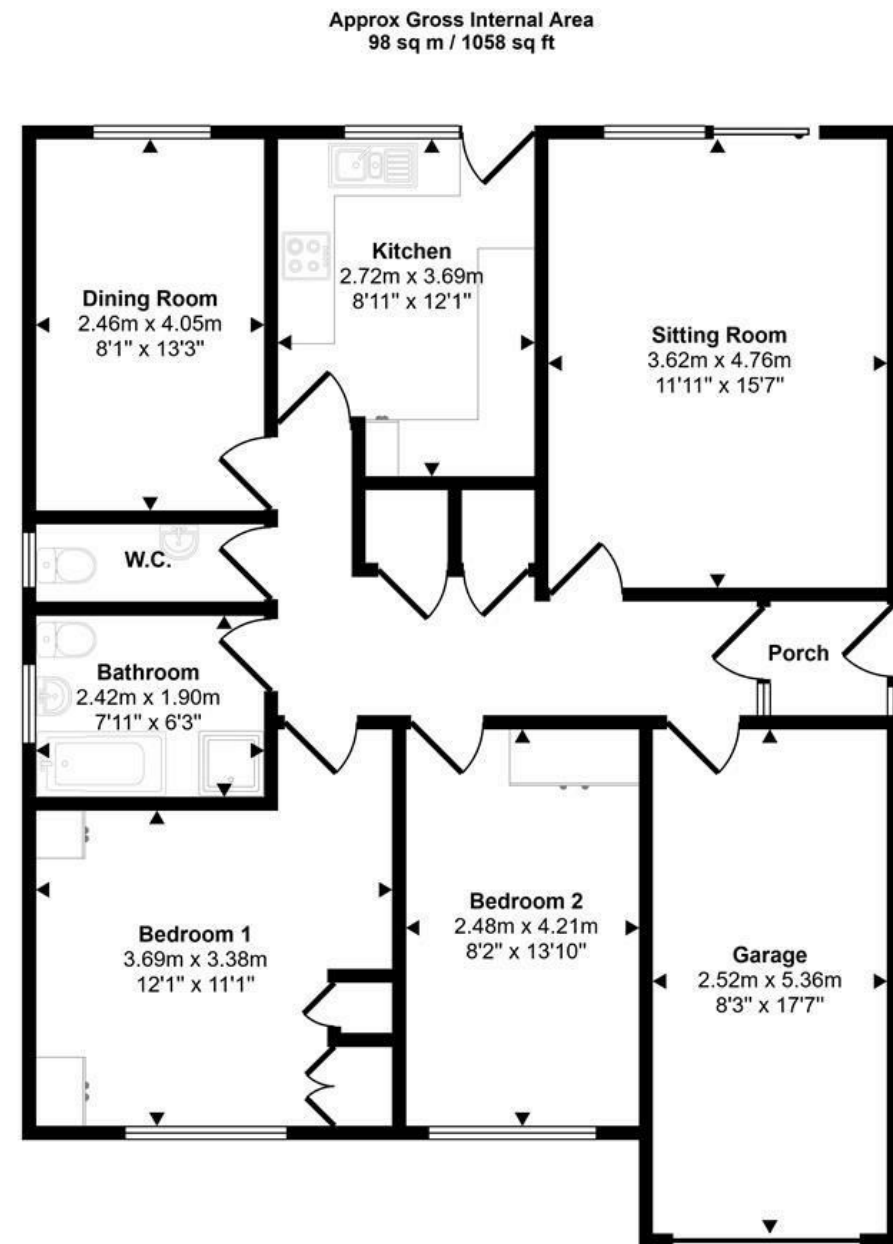 Approx Gross Internal Area
98 sq m / 1058 sq ft
Dining Room
2.46m x 4.05m
8'1" x 13'3"
Kitchen
2.72m x 3.69m
8'11" x 12'1"
Sitting Room
3.62m x 4.76m
11'11" x 15'7"
W.C.
Bathroom
2.42m x 1.90m
7'11" x 6'3"
Porch
Bedroom 1
3.69m x 3.38m
12'1" x 11'1"
Bedroom 2
2.48m x 4.21m
8'2" x 13'10"
Garage
2.52m x 5.36m
8'3" x 17'7"